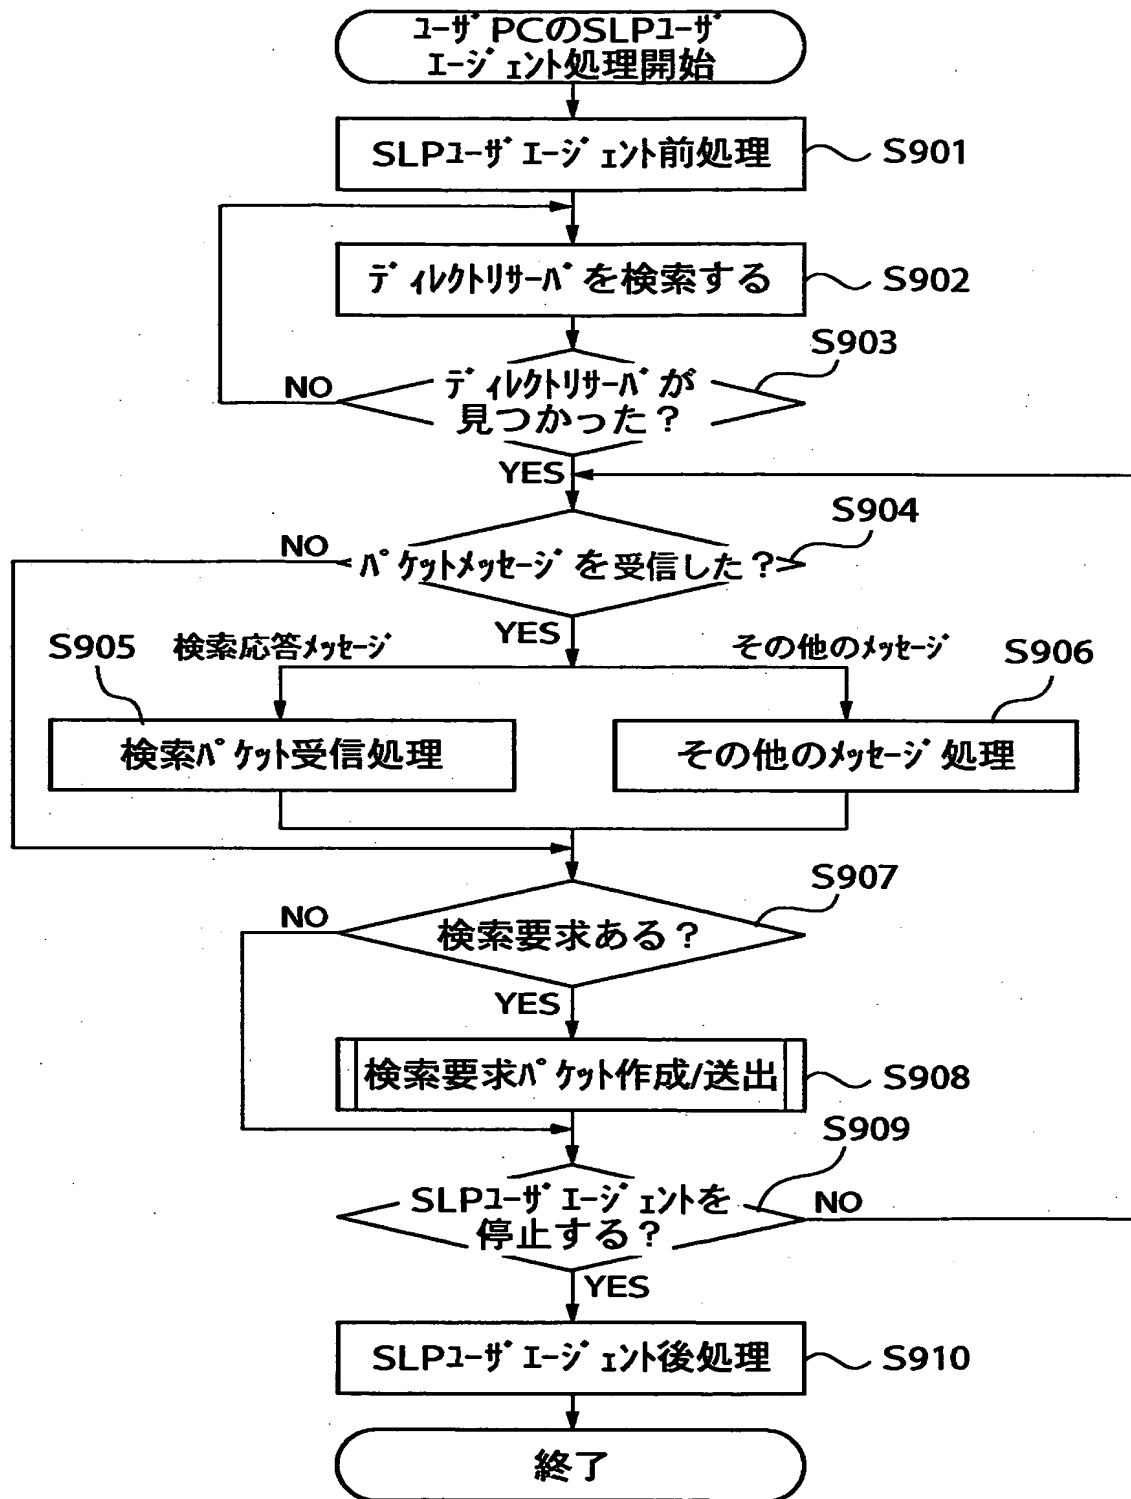 ユーザPCのSLPユーザ
エージェント処理開始
SLPユーザエージェント前処理
S901
ディレクトリサーバを検索する
S902
S903
NO
ディレクトリサーバが
見つかった？
YES
S904
NO
パケットメッセージを受信した？
YES
S905
検索応答メッセージ
その他のメッセージ
S906
検索パケット受信処理
その他のメッセージ処理
S907
NO
検索要求ある？
YES
検索要求パケット作成/送出
S908
S909
SLPユーザエージェントを
停止する？
NO
YES
SLPユーザエージェント後処理
S910
終了